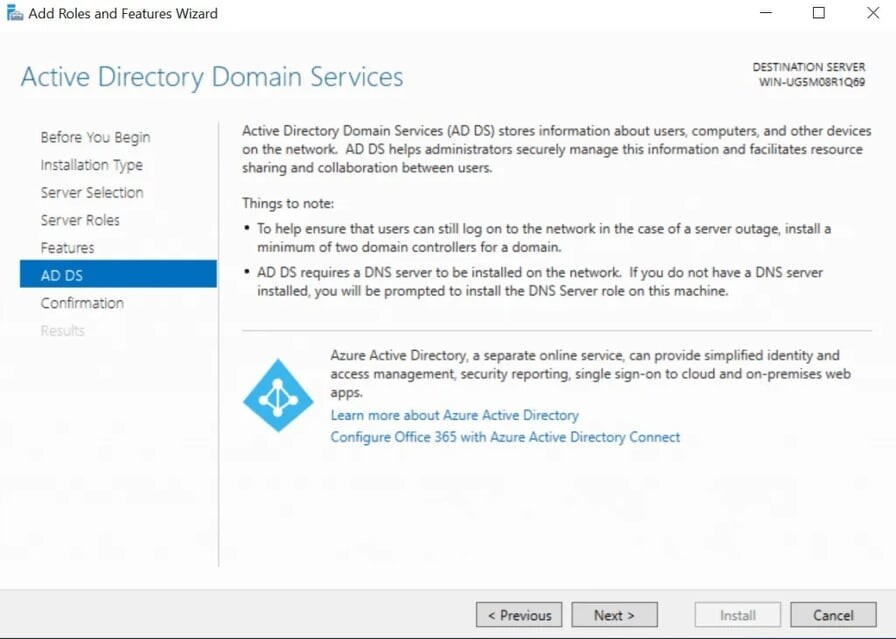 Add Roles and Features Wizard
Active Directory Domain Services
DESTINATION SERVER
WIN-UG5M08R1Q69
Before You Begin
Installation Type
Server Selection
Server Roles
Features
AD DS
Confirmation
Results
Active Directory Domain Services (AD DS) stores information about users, computers, and other devices
on the network.  AD DS helps administrators securely manage this information and facilitates resource
sharing and collaboration between users.
Things to note:
• To help ensure that users can still log on to the network in the case of a server outage, install a
minimum of two domain controllers for a domain.
• AD DS requires a DNS server to be installed on the network.  If you do not have a DNS server
installed, you will be prompted to install the DNS Server role on this machine.
Azure Active Directory, a separate online service, can provide simplified identity and
access management, security reporting, single sign-on to cloud and on-premises web
apps.
Learn more about Azure Active Directory
Configure Office 365 with Azure Active Directory Connect
< Previous
Next >
Install
Cancel